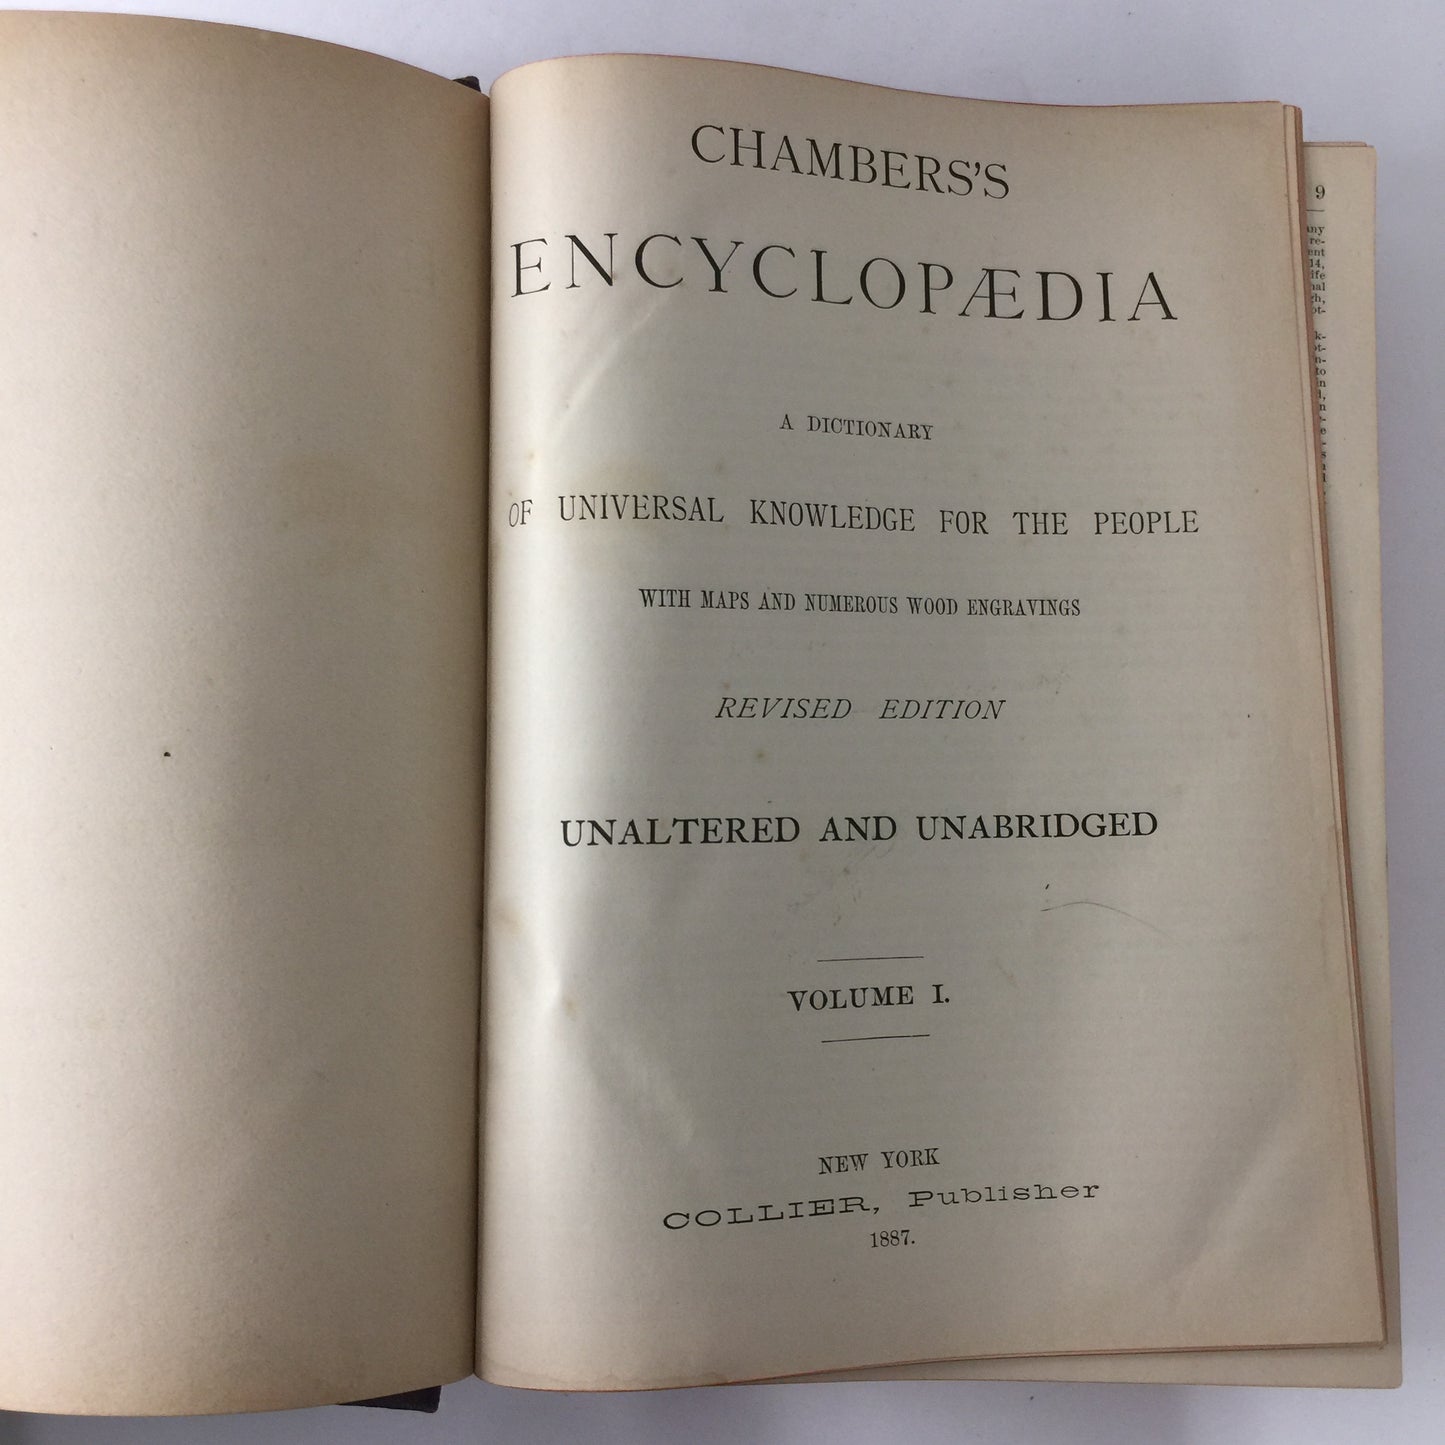 CHAMBERS'S
ENCYCLOPÆDIA
A DICTIONARY
OF UNIVERSAL KNOWLEDGE FOR THE PEOPLE
WITH MAPS AND NUMEROUS WOOD ENGRAVINGS
REVISED EDITION
UNALTERED AND UNABRIDGED
VOLUME I.
NEW YORK
COLLIER, Publisher
1887.
9